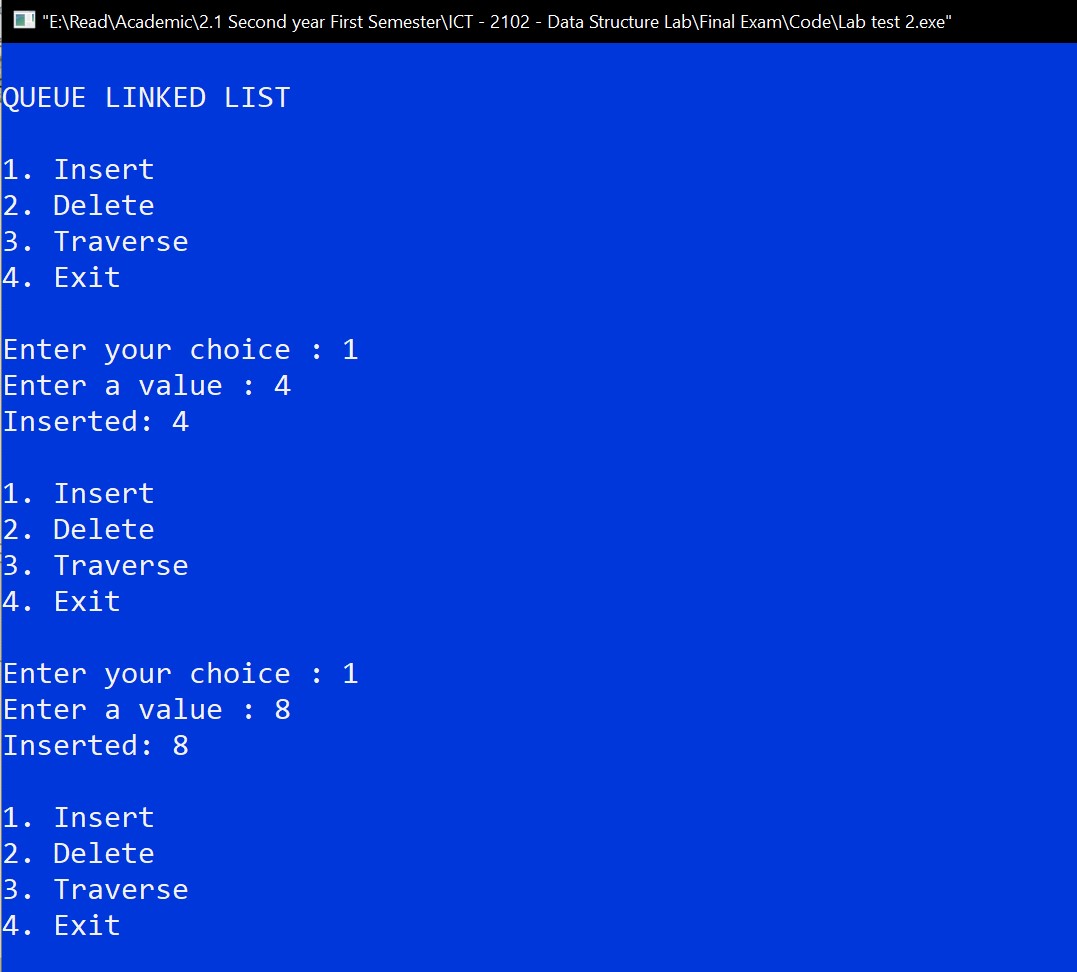 "E:\Read\Academic\2.1 Second year First Semester\ICT - 2102 - Data Structure Lab\Final Exam\Code\Lab test 2.exe"
QUEUE LINKED LIST
1. Insert
2. Delete
3. Traverse
4. Exit
Enter your choice : 1
Enter a value : 4
Inserted: 4
1. Insert
2. Delete
3. Traverse
4. Exit
Enter your choice : 1
Enter a value : 8
Inserted: 8
1. Insert
2. Delete
3. Traverse
4. Exit